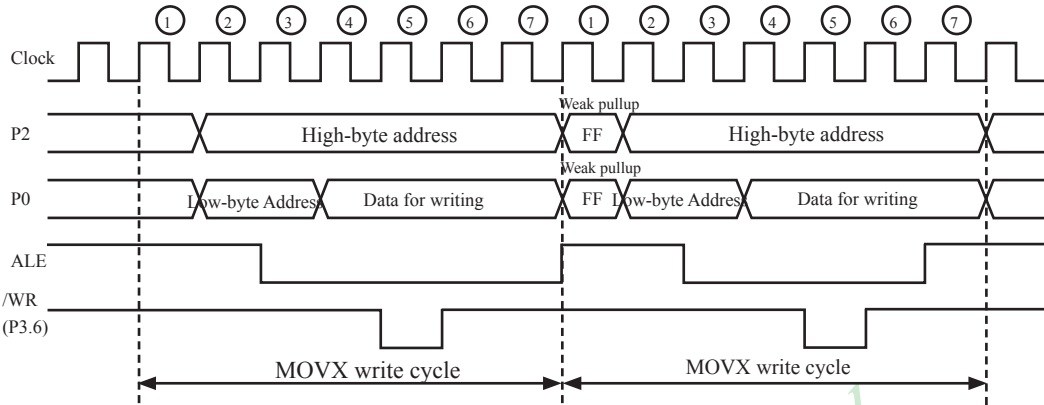 1 2 3 4 5 6 7 1 2 3 4 5 6 7
Clock
Weak pullup
P2 High-byte address FF High-byte address
Weak pullup
P0 Low-byte Address Data for writing FF Low-byte Address Data for writing
ALE
/WR
(P3.6)
MOVX write cycle MOVX write cycle